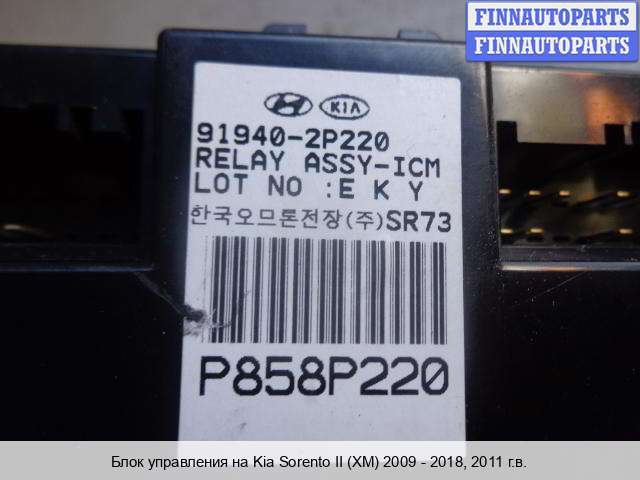 FINNAUTOPARTS
FINNAUTOPARTS
KIA
91940-2P220
RELAY ASSY-ICM
LOT NO :E K Y
한국오므론전장(주)SR73
P858P220
Блок управления на Kia Sorento II (XM) 2009 - 2018, 2011 г.в.